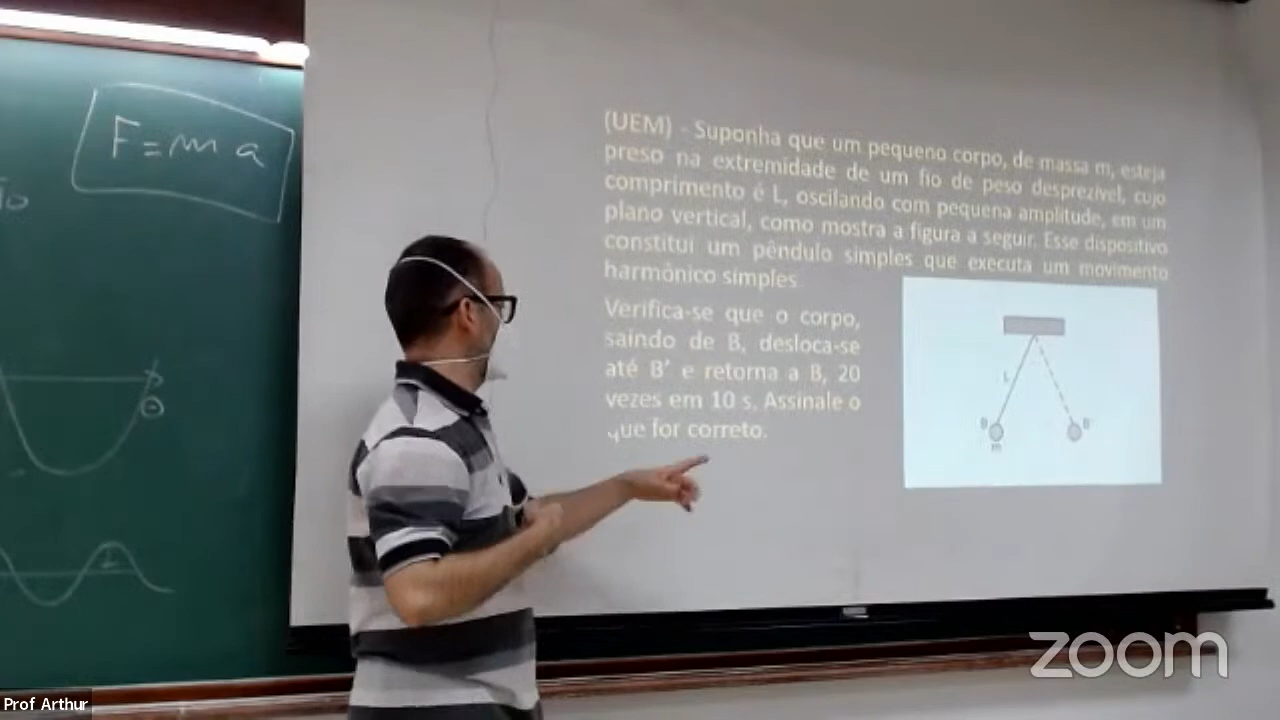 F = m a
(UEM) - Suponha que um pequeno corpo, de massa m, esteja
preso na extremidade de um fio de peso desprezível, cujo
comprimento é L, oscilando com pequena amplitude, em um
plano vertical, como mostra a figura a seguir. Esse dispositivo
constitui um pêndulo simples que executa um movimento
harmônico simples.
Verifica-se que o corpo,
saindo de B, desloca-se
até B' e retorna a B, 20
vezes em 10 s. Assinale o
que for correto.
L
B
B'
m
zoom
Prof Arthur